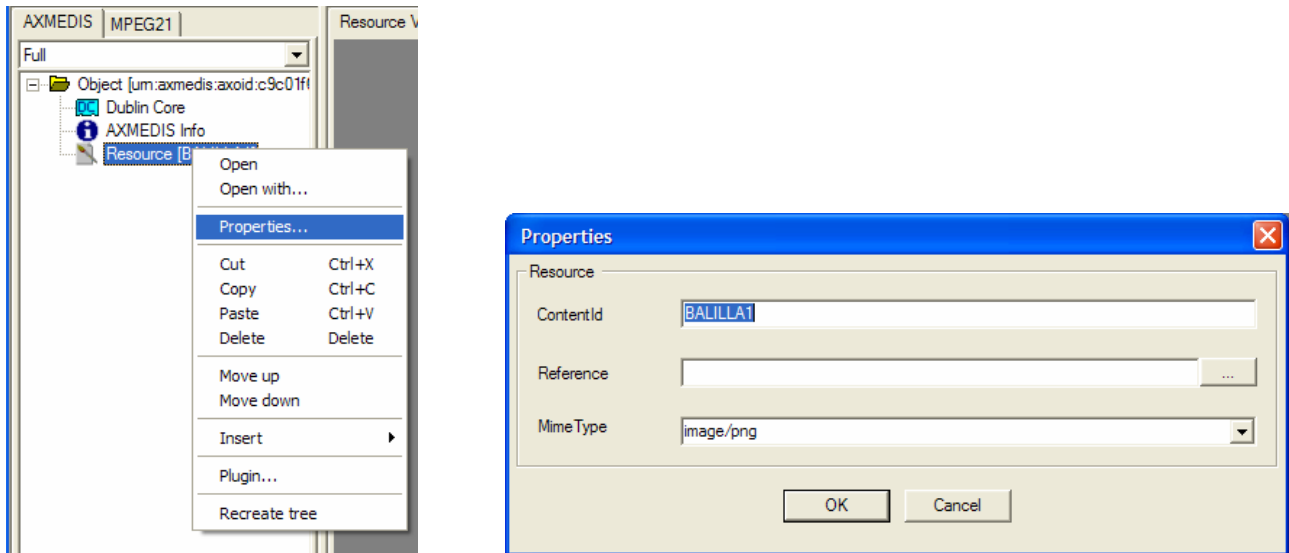 AXMEDIS
MPEG21
Resource V
Full
Object [urn:axmedis:axoid:c9c01f
Dublin Core
AXMEDIS Info
Resource [B
Open
Open with...
Properties...
Cut Ctrl+X
Copy Ctrl+C
Paste Ctrl+V
Delete Delete
Move up
Move down
Insert
Plugin...
Recreate tree
Properties
Resource
ContentId BALILLA1
Reference ...
MimeType image/png
OK Cancel